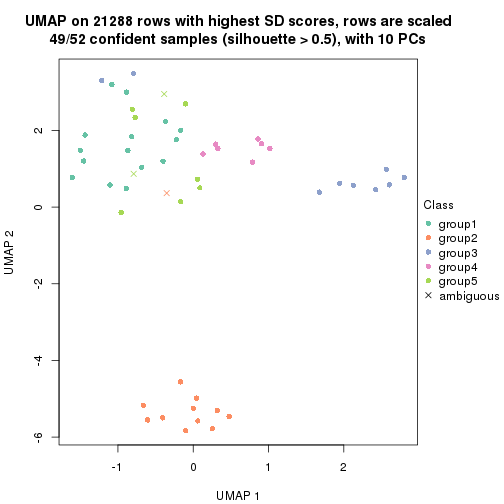 UMAP on 21288 rows with highest SD scores, rows are scaled
49/52 confident samples (silhouette > 0.5), with 10 PCs
UMAP 2
2
0
-2
-4
-6
-1
0
1
2
UMAP 1
Class
group1
group2
group3
group4
group5
ambiguous